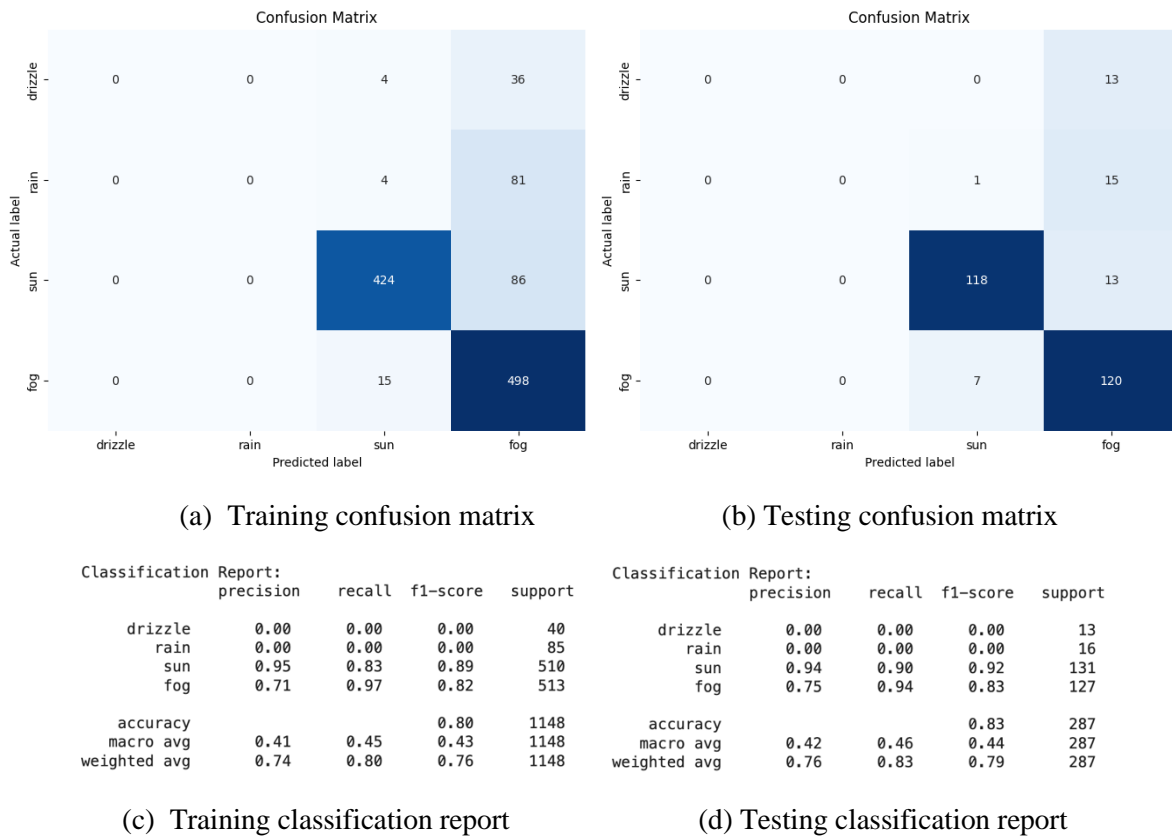 Confusion Matrix
drizzle 0 0 4 36
rain 0 0 4 81
sun 0 0 424 86
fog 0 0 15 498
Actual label
drizzle rain sun fog
Predicted label
(a) Training confusion matrix
Confusion Matrix
drizzle 0 0 0 13
rain 0 0 1 15
sun 0 0 118 13
fog 0 0 7 120
Actual label
drizzle rain sun fog
Predicted label
(b) Testing confusion matrix
Classification Report:
precision recall f1-score support
drizzle 0.00 0.00 0.00 40
rain 0.00 0.00 0.00 85
sun 0.95 0.83 0.89 510
fog 0.71 0.97 0.82 513
accuracy 0.80 1148
macro avg 0.41 0.45 0.43 1148
weighted avg 0.74 0.80 0.76 1148
(c) Training classification report
Classification Report:
precision recall f1-score support
drizzle 0.00 0.00 0.00 13
rain 0.00 0.00 0.00 16
sun 0.94 0.90 0.92 131
fog 0.75 0.94 0.83 127
accuracy 0.83 287
macro avg 0.42 0.46 0.44 287
weighted avg 0.76 0.83 0.79 287
(d) Testing classification report